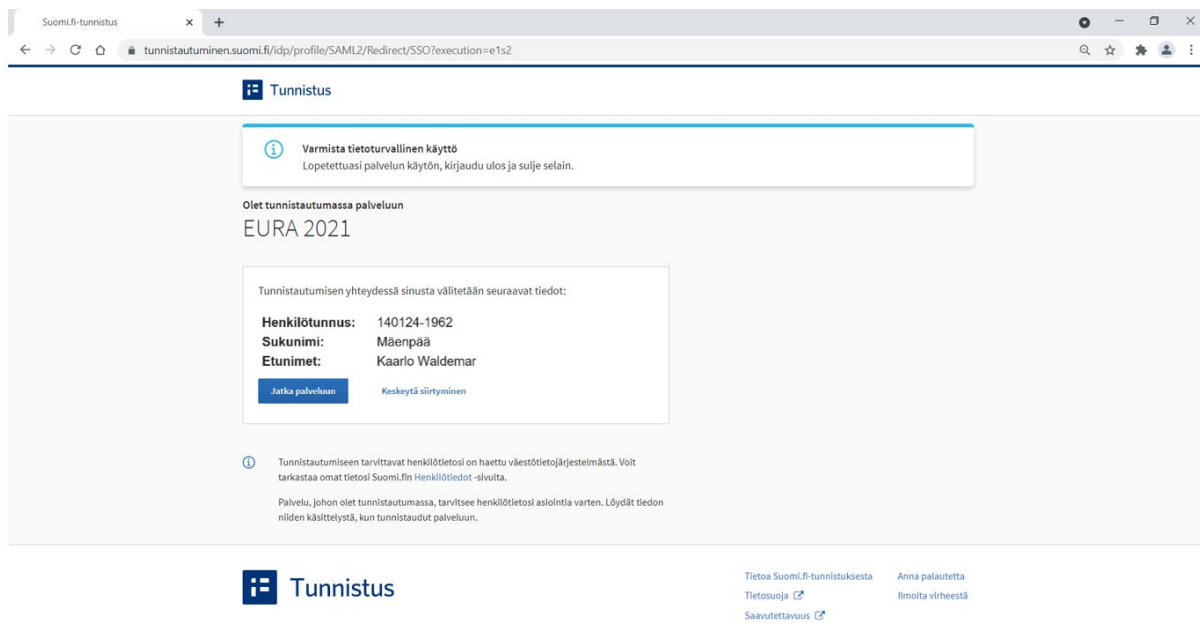 Suomi.fi-tunnistus
tunnistautuminen.suomi.fi/idp/profile/SAML2/Redirect/SSO?execution=e1s2
Tunnistus
Varmista tietoturvallinen käyttö
Lopetettuasi palvelun käytön, kirjaudu ulos ja sulje selain.
Olet tunnistautumassa palveluun
EURA 2021
Tunnistautumisen yhteydessä sinusta välitetään seuraavat tiedot:
Henkilötunnus: 140124-1962
Sukunimi: Mäenpää
Etunimet: Kaarlo Waldemar
Jatka palveluun Keskeytä siirtyminen
Tunnistautumiseen tarvittavat henkilötietosi on haettu väestötietojärjestelmästä. Voit
tarkastaa omat tietosi Suomi.fin Henkilötiedot -sivulta.
Palvelu, johon olet tunnistautumassa, tarvitsee henkilötietosi asiointia varten. Löydät tiedon
niiden käsittelystä, kun tunnistaudut palveluun.
Tunnistus
Tietoa Suomi.fi-tunnistuksesta Anna palautetta
Tietosuoja Ilmoita virheestä
Saavutettavuus